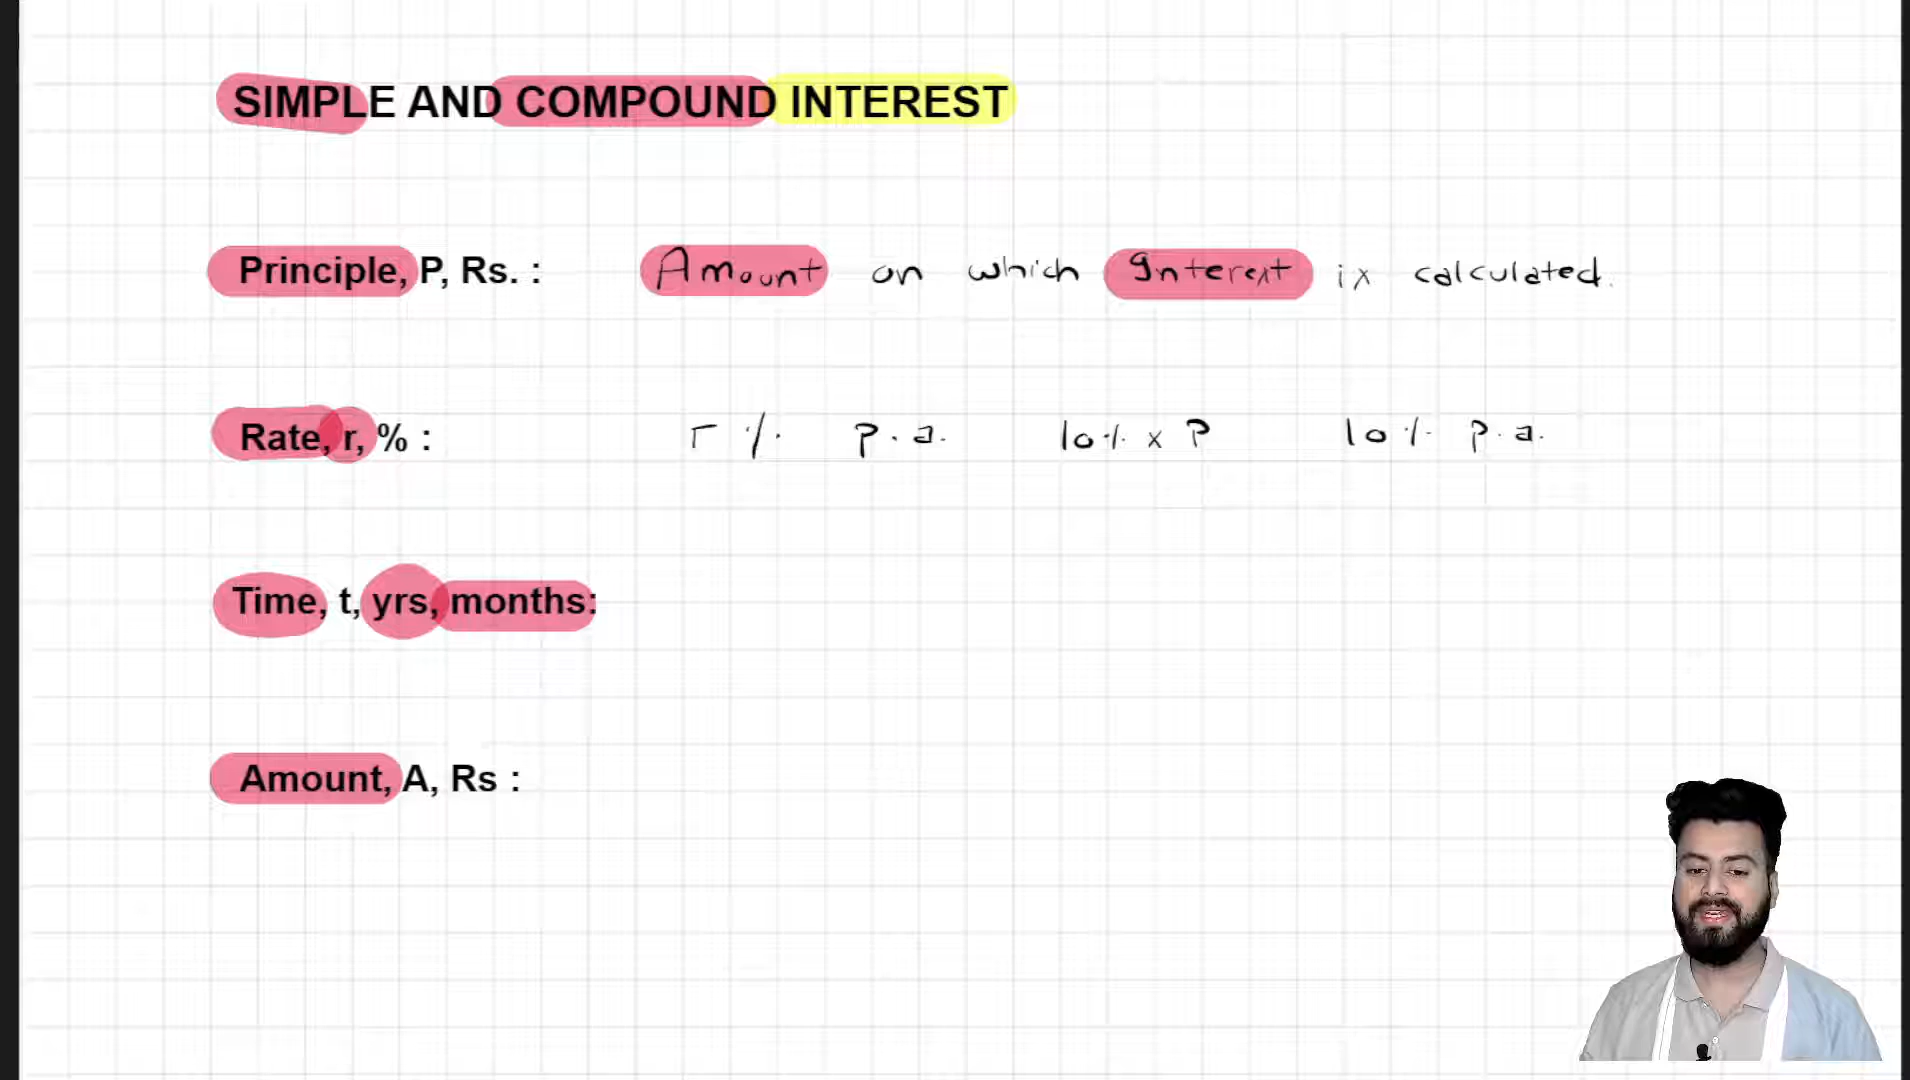 SIMPLE AND COMPOUND INTEREST
Principle, P, Rs. : Amount on which Interest is calculated.
Rate, r, % : r % p.a. 10% x P 10% p.a.
Time, t, yrs, months:
Amount, A, Rs :